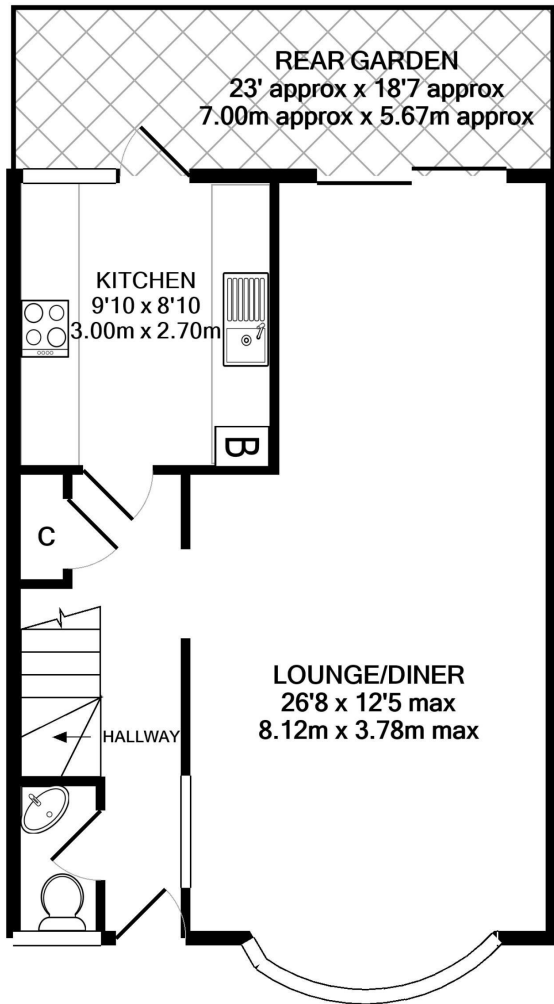 REAR GARDEN
23' approx x 18'7 approx
7.00m approx x 5.67m approx
KITCHEN
9'10 x 8'10
3.00m x 2.70m
B
C
LOUNGE/DINER
26'8 x 12'5 max
8.12m x 3.78m max
HALLWAY